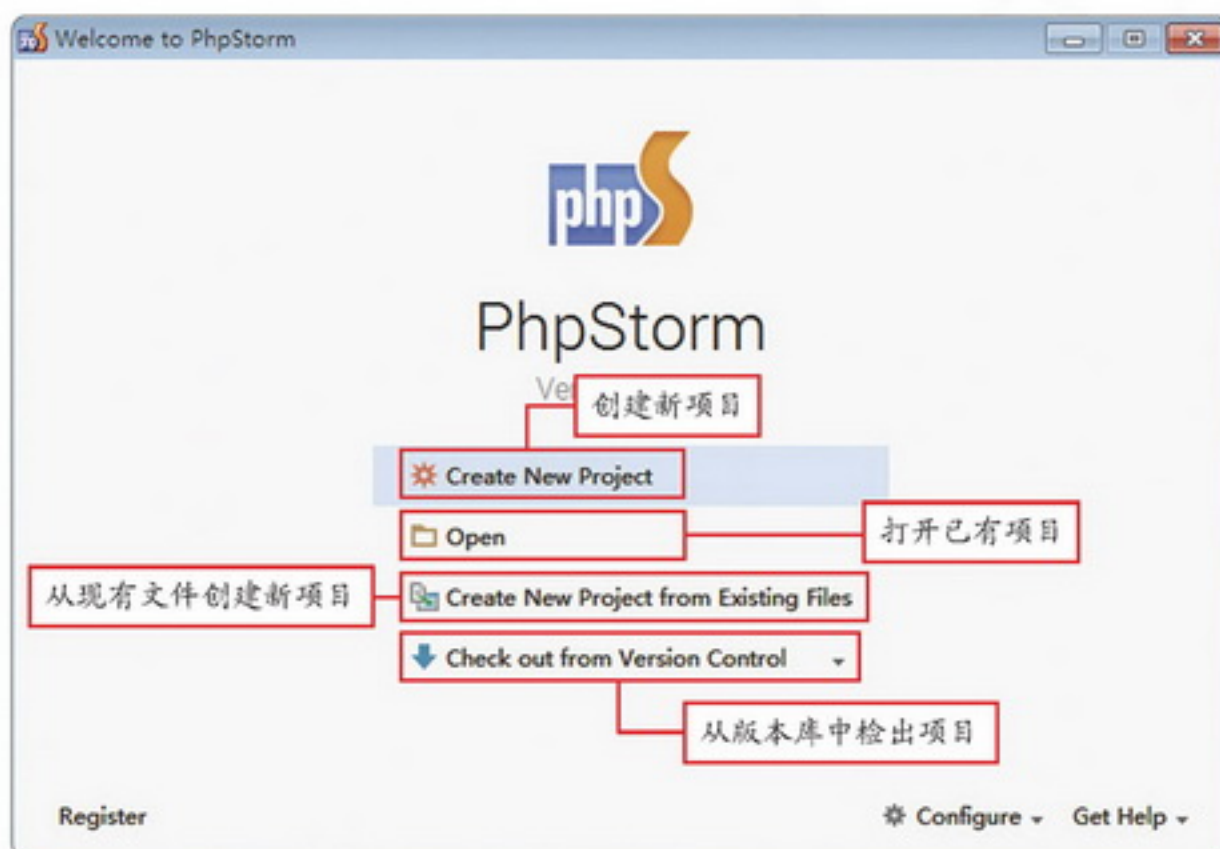 Welcome to PhpStorm
php
PhpStorm
创建新项目
Create New Project
Open
打开已有项目
从现有文件创建新项目
Create New Project from Existing Files
Check out from Version Control
从版本库中检出项目
Register
Configure
Get Help